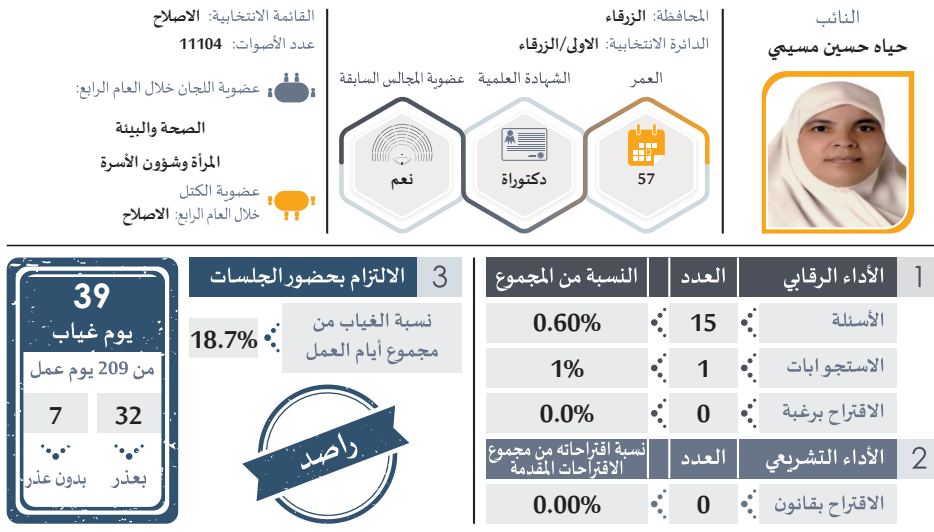 النائب
حياه حسين مسيمي
المحافظة: الزرقاء
الدائرة الانتخابية: الاولى/الزرقاء
العمر
57
الشهادة العلمية
دكتوراة
عضوية المجالس السابقة
نعم
القائمة الانتخابية: الاصلاح
عدد الأصوات: 11104
عضوية اللجان خلال العام الرابع:
الصحة والبيئة
المرأة وشؤون الأسرة
عضوية الكتل
خلال العام الرابع: الاصلاح
1 الأداء الرقابي العدد النسبة من المجموع
الأسئلة 15 0.60%
الاستجوابات 1 1%
الاقتراح برغبة 0 0.0%
2 الأداء التشريعي العدد نسبة اقتراحاته من مجموع
الاقتراحات المقدمة
الاقتراح بقانون 0 0.00%
3 الالتزام بحضور الجلسات
نسبة الغياب من
مجموع أيام العمل
18.7%
راصد
39
يوم غياب
من 209 يوم عمل
32 7
بعذر بدون عذر